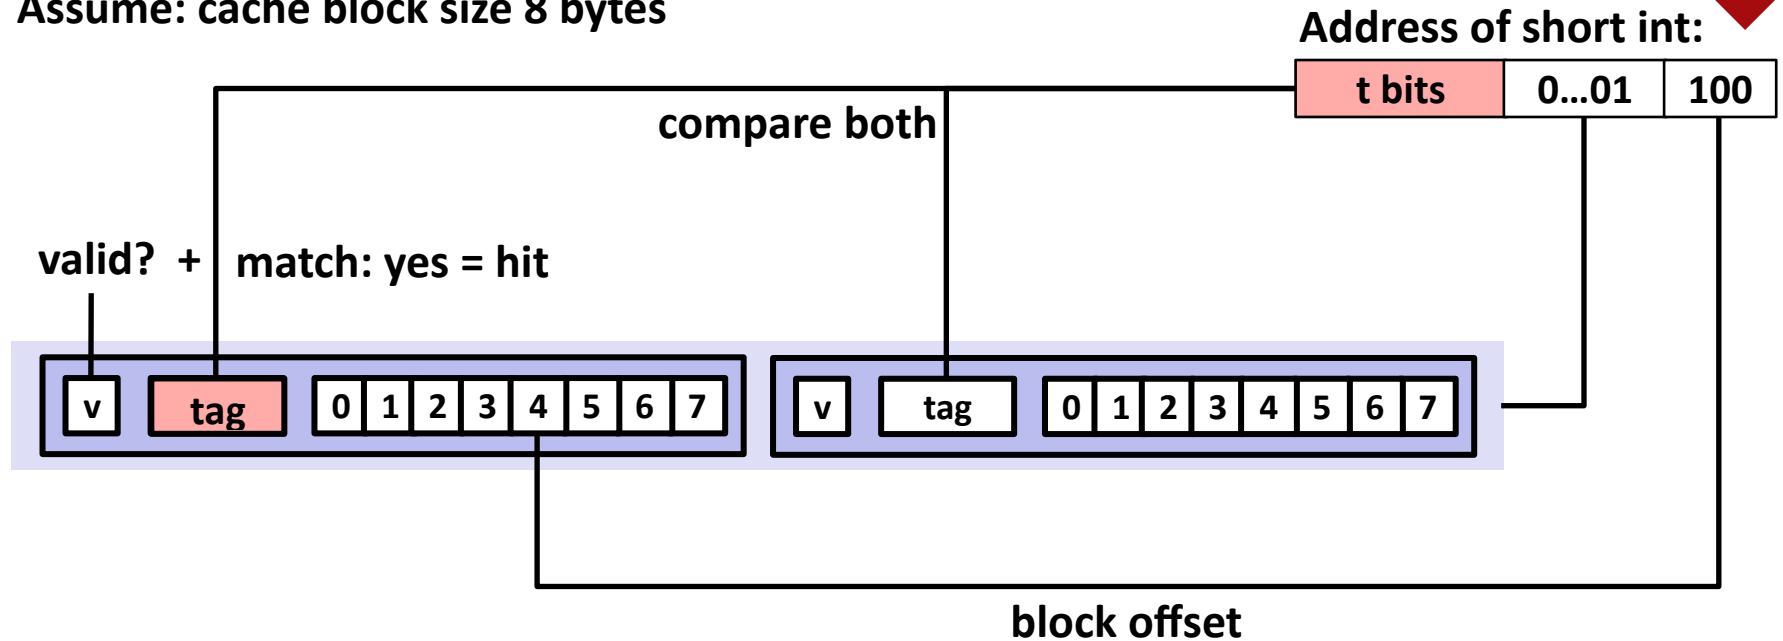 Assume: cache block size 8 bytes
Address of short int:
t bits 0...01 100
compare both
valid? + match: yes = hit
v tag 0 1 2 3 4 5 6 7 v tag 0 1 2 3 4 5 6 7
block offset